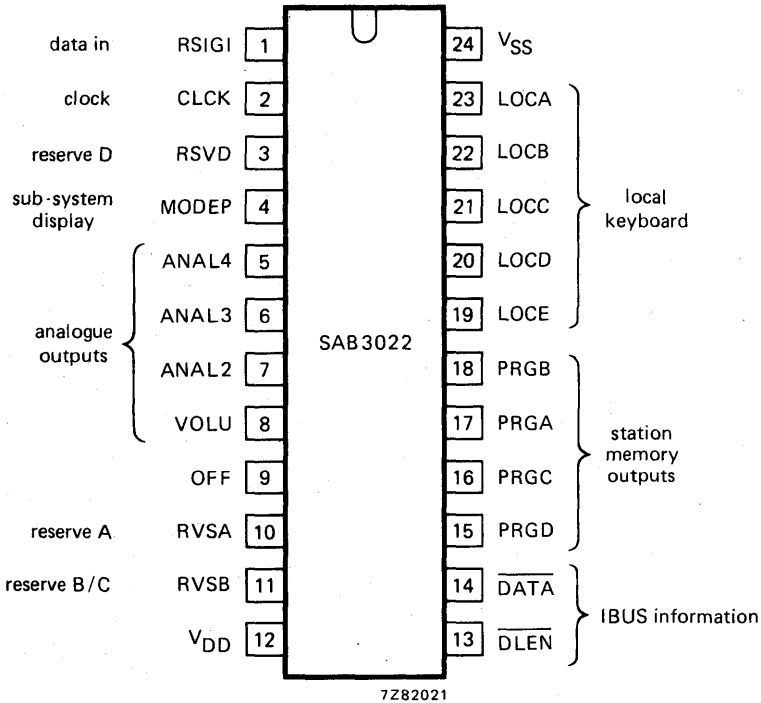 data in RSIGI 1 24 VSS
clock CLCK 2 23 LOCA
reserve D RSVD 3 22 LOCB
sub-system
display MODEP 4 21 LOCC
local
keyboard
ANAL4 5 20 LOCD
ANAL3 6 19 LOCE
analogue
outputs
SAB3022
ANAL2 7 18 PRGB
VOLU 8 17 PRGA
station
memory
outputs
OFF 9 16 PRGC
reserve A RVSA 10 15 PRGD
reserve B/C RVSB 11 14 DATA
IBUS information
VDD 12 13 DLEN
7Z82021